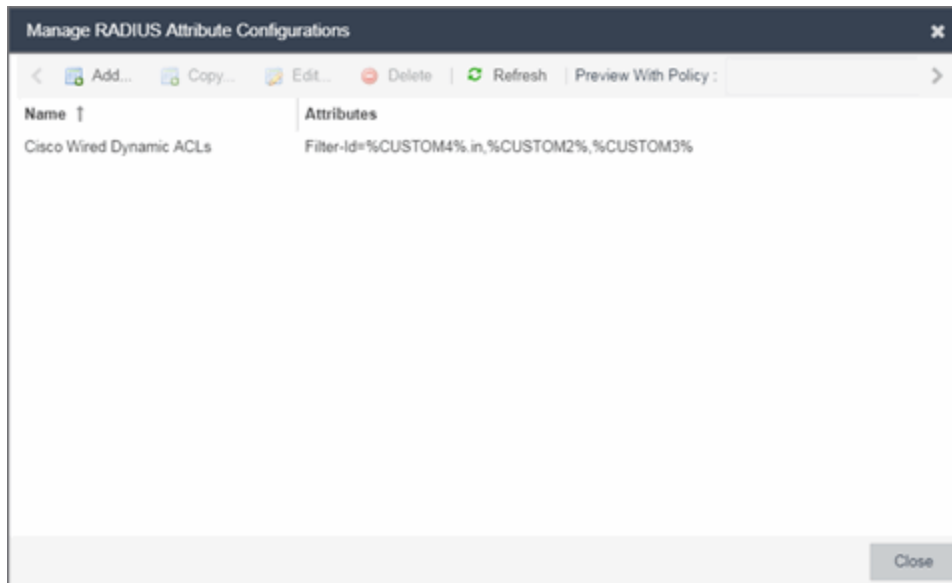 Manage RADIUS Attribute Configurations
Add... Copy... Edit... Delete Refresh Preview With Policy :
Name ↑ Attributes
Cisco Wired Dynamic ACLs Filter-Id=%CUSTOM4%.in,%CUSTOM2%,%CUSTOM3%
Close